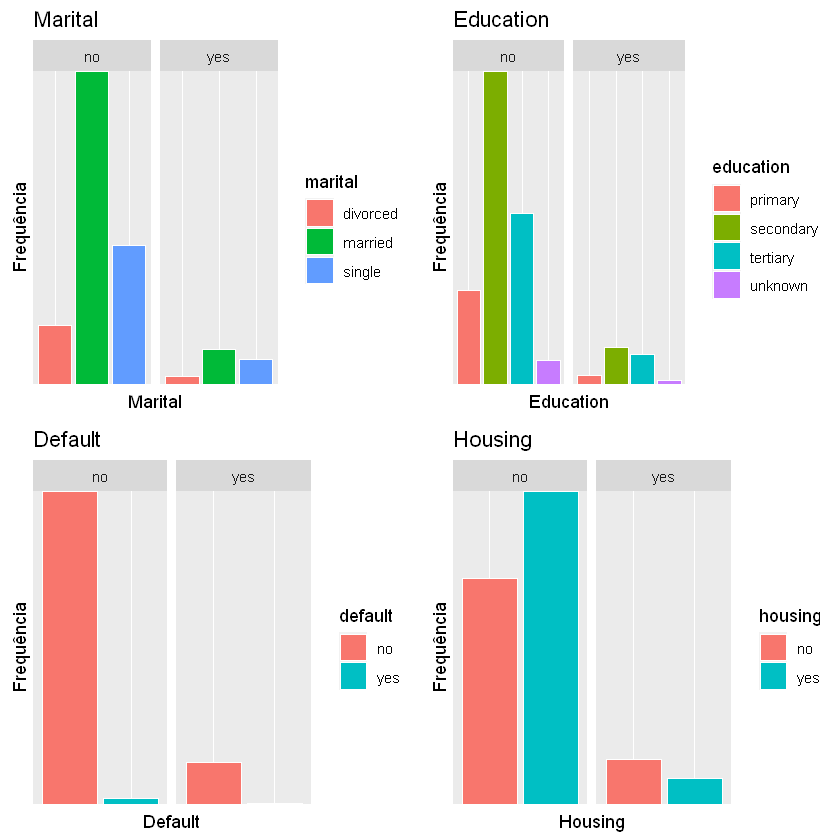 Marital
no
yes
Frequência
Marital
marital
divorced
married
single
Education
no
yes
Frequência
Education
education
primary
secondary
tertiary
unknown
Default
no
yes
Frequência
Default
default
no
yes
Housing
no
yes
Frequência
Housing
housing
no
yes